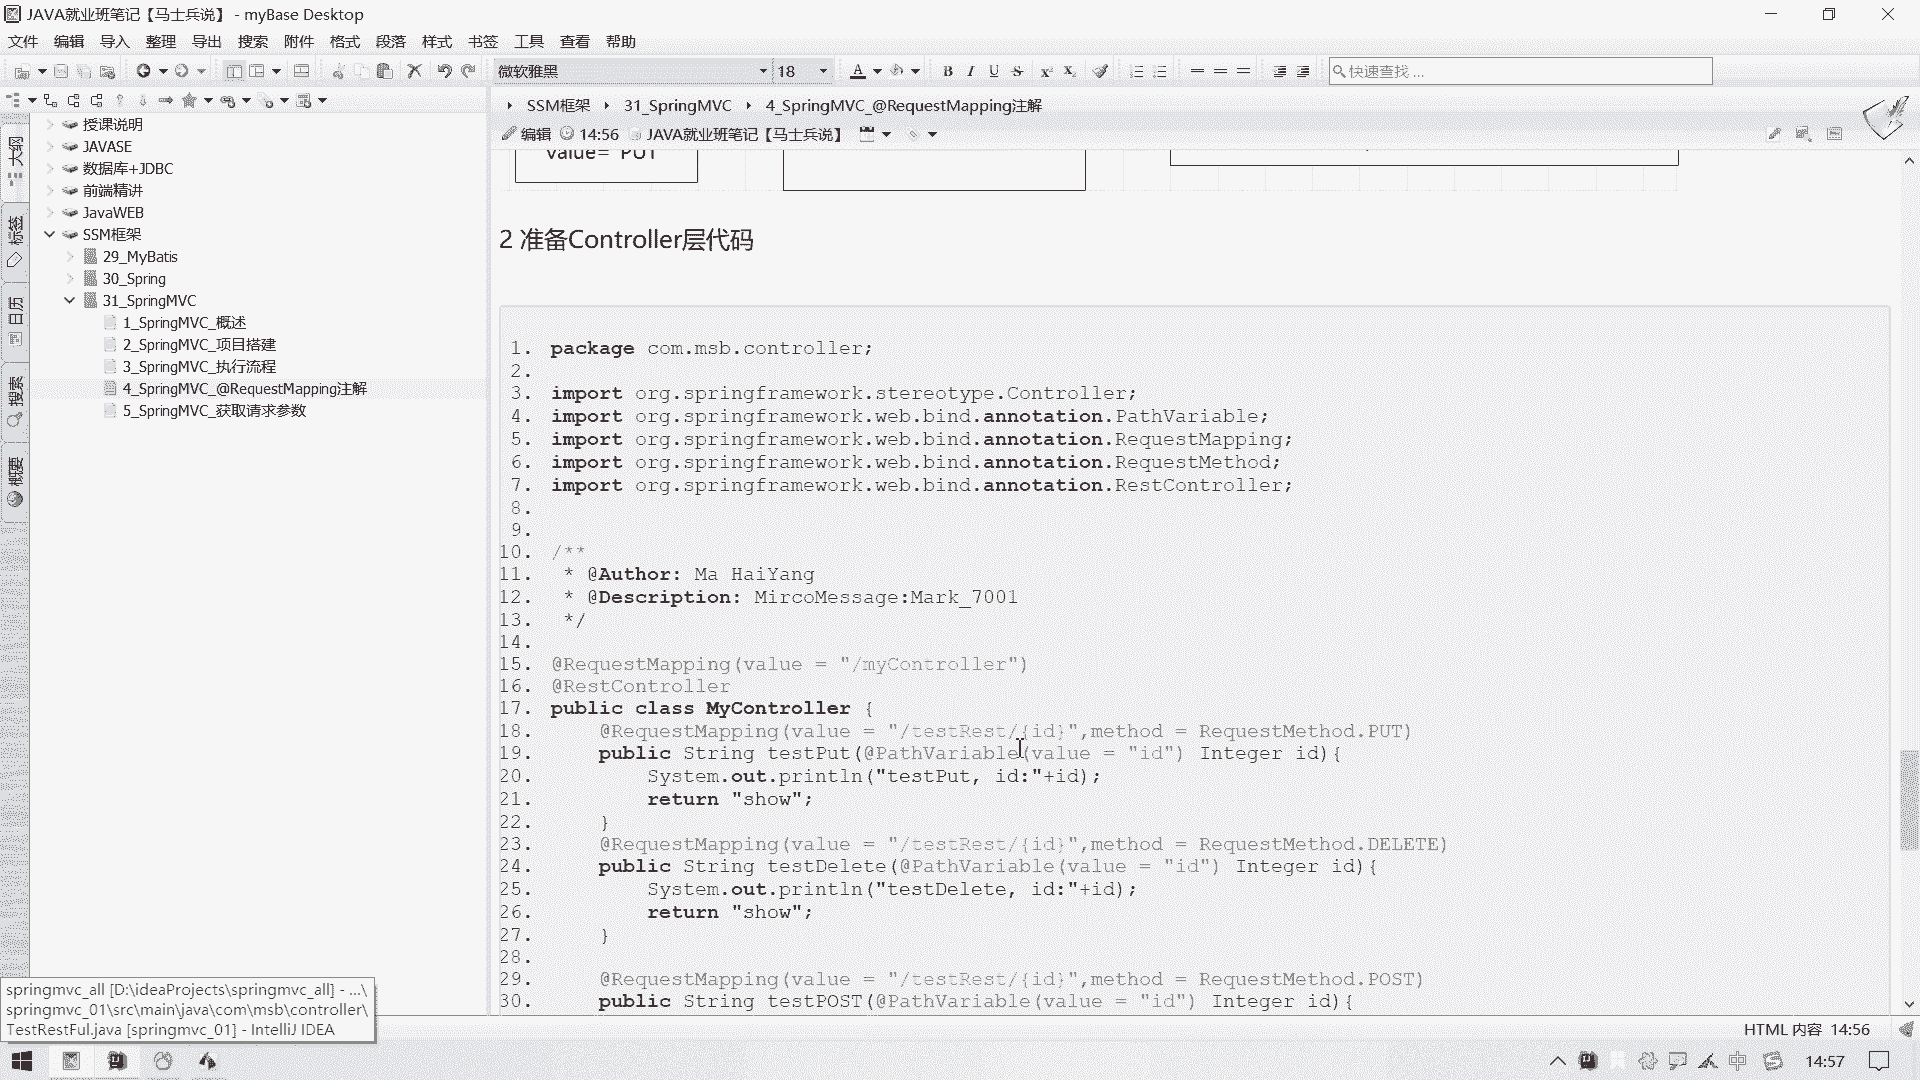 JAVA就业班笔记【马士兵说】 - myBase Desktop
文件 编辑 导入 整理 导出 搜索 附件 格式 段落 样式 书签 工具 查看 帮助
微软雅黑 18 A B I U S X² X₂ 快速查找 ...
SSM框架 31_SpringMVC 4_SpringMVC_@RequestMapping注解
编辑 14:56 JAVA就业班笔记【马士兵说】
大纲
标签
日历
搜索
概要
授课说明
JAVASE
数据库+JDBC
前端精讲
JavaWEB
SSM框架
29_MyBatis
30_Spring
31_SpringMVC
1_SpringMVC_概述
2_SpringMVC_项目搭建
3_SpringMVC_执行流程
4_SpringMVC_@RequestMapping注解
5_SpringMVC_获取请求参数
value="PUT"
2 准备Controller层代码
1. package com.msb.controller;
2.
3. import org.springframework.stereotype.Controller;
4. import org.springframework.web.bind.annotation.PathVariable;
5. import org.springframework.web.bind.annotation.RequestMapping;
6. import org.springframework.web.bind.annotation.RequestMethod;
7. import org.springframework.web.bind.annotation.RestController;
8.
9.
10. /**
11. * @Author: Ma HaiYang
12. * @Description: MircoMessage:Mark_7001
13. */
14.
15. @RequestMapping(value = "/myController")
16. @RestController
17. public class MyController {
18. @RequestMapping(value = "/testRest/{id}",method = RequestMethod.PUT)
19. public String testPut(@PathVariable(value = "id") Integer id){
20. System.out.println("testPut, id:"+id);
21. return "show";
22. }
23. @RequestMapping(value = "/testRest/{id}",method = RequestMethod.DELETE)
24. public String testDelete(@PathVariable(value = "id") Integer id){
25. System.out.println("testDelete, id:"+id);
26. return "show";
27. }
28.
29. @RequestMapping(value = "/testRest/{id}",method = RequestMethod.POST)
30. public String testPOST(@PathVariable(value = "id") Integer id){
springmvc_all [D:\ideaProjects\springmvc_all] - ...\
springmvc_01\src\main\java\com\msb\controller\
TestRestFul.java [springmvc_01] - IntelliJ IDEA
HTML 内容 14:56
中 14:57